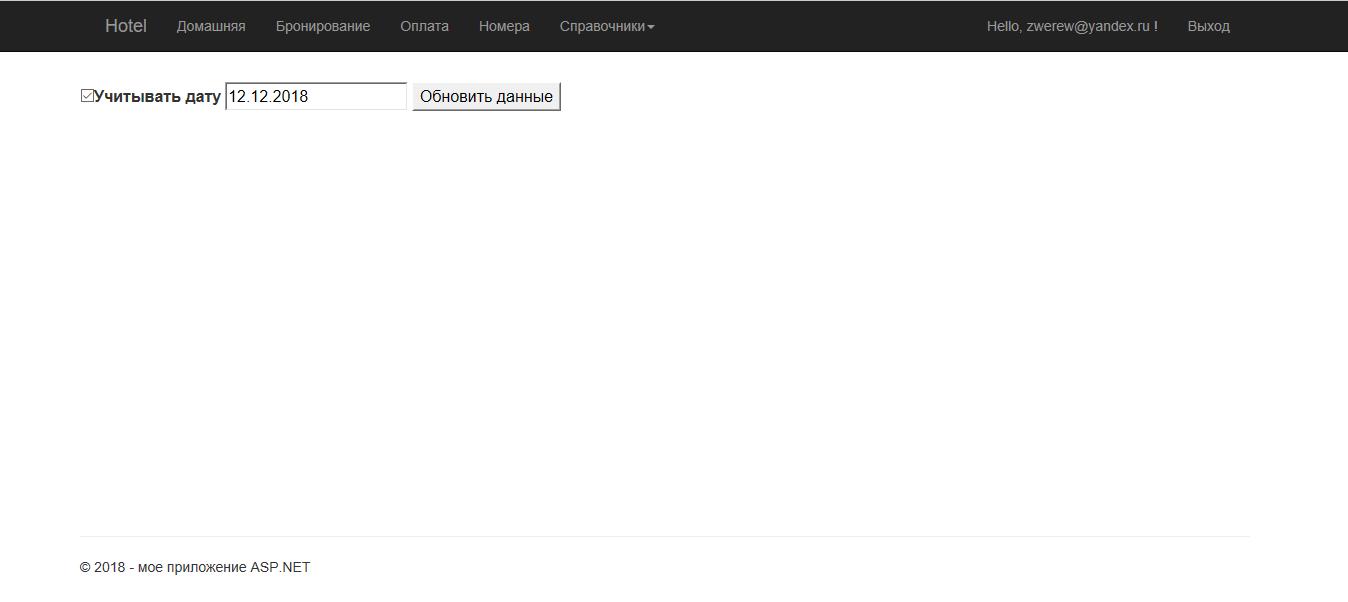 Hotel Домашняя Бронирование Оплата Номера Справочники Hello, zwerew@yandex.ru ! Выход
Учитывать дату 12.12.2018 Обновить данные
© 2018 - мое приложение ASP.NET